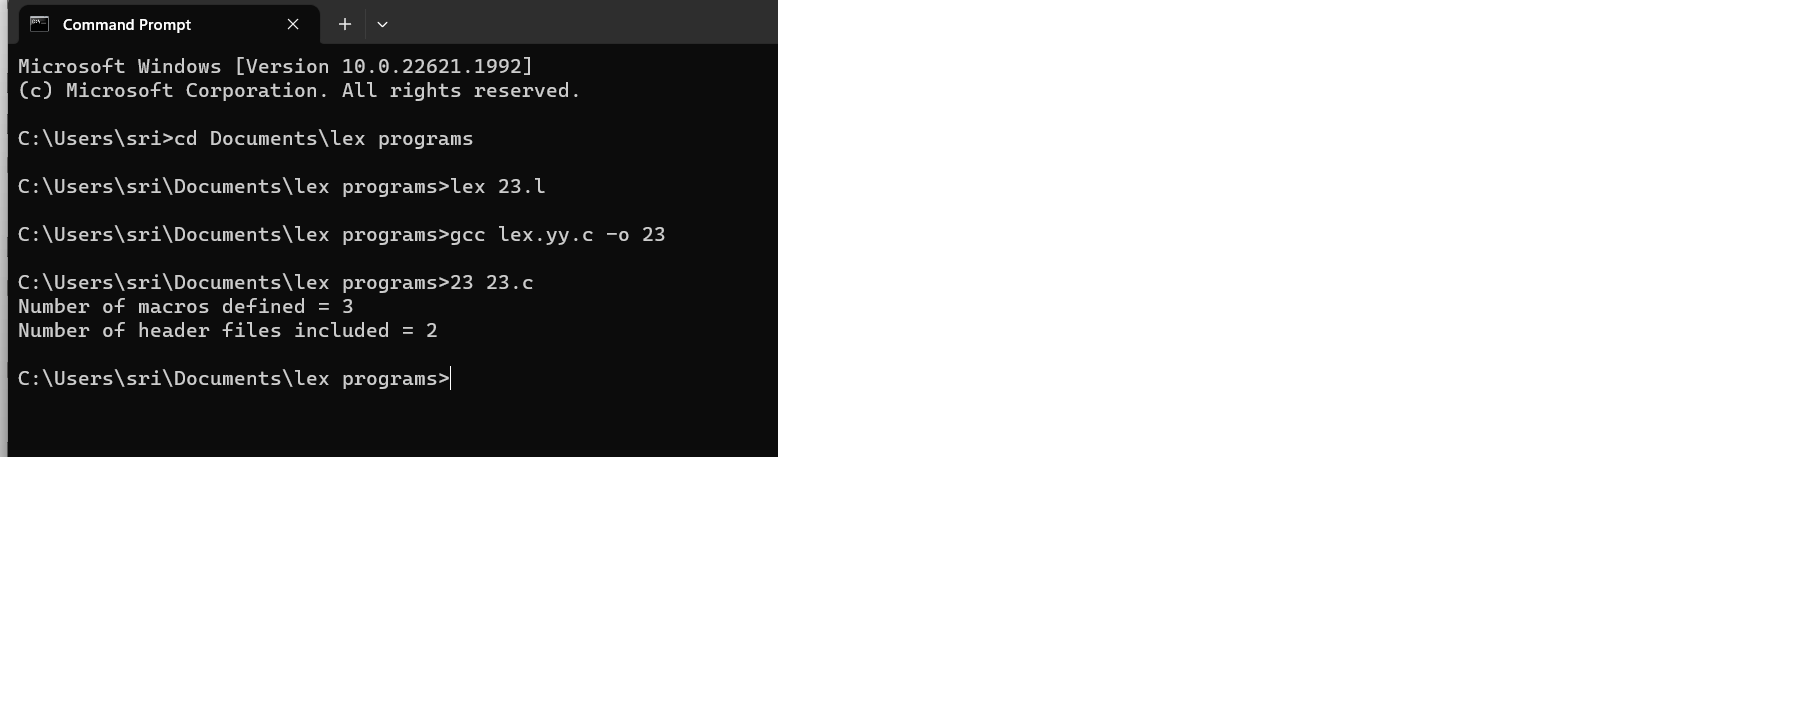 Command Prompt
Microsoft Windows [Version 10.0.22621.1992]
(c) Microsoft Corporation. All rights reserved.
C:\Users\sri>cd Documents\lex programs
C:\Users\sri\Documents\lex programs>lex 23.l
C:\Users\sri\Documents\lex programs>gcc lex.yy.c -o 23
C:\Users\sri\Documents\lex programs>23 23.c
Number of macros defined = 3
Number of header files included = 2
C:\Users\sri\Documents\lex programs>